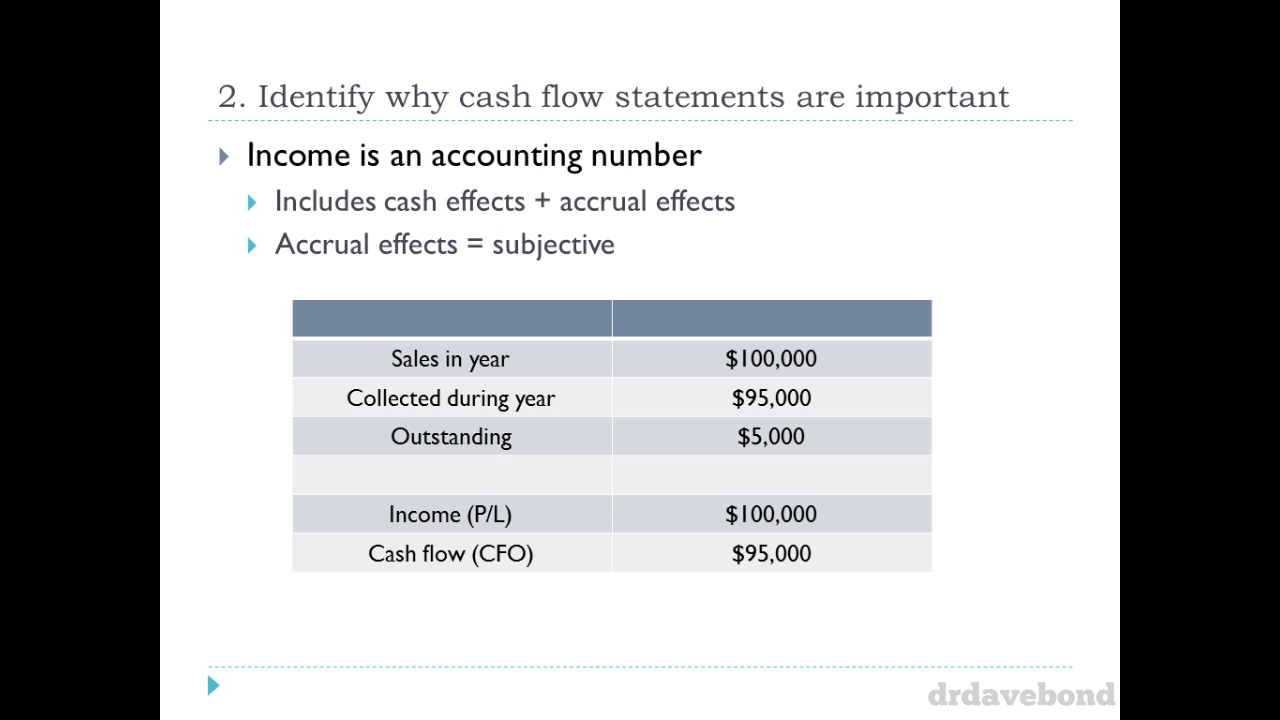 2. Identify why cash flow statements are important
Income is an accounting number
Includes cash effects + accrual effects
Accrual effects = subjective
Sales in year $100,000
Collected during year $95,000
Outstanding $5,000
Income (P/L) $100,000
Cash flow (CFO) $95,000
drdavebond